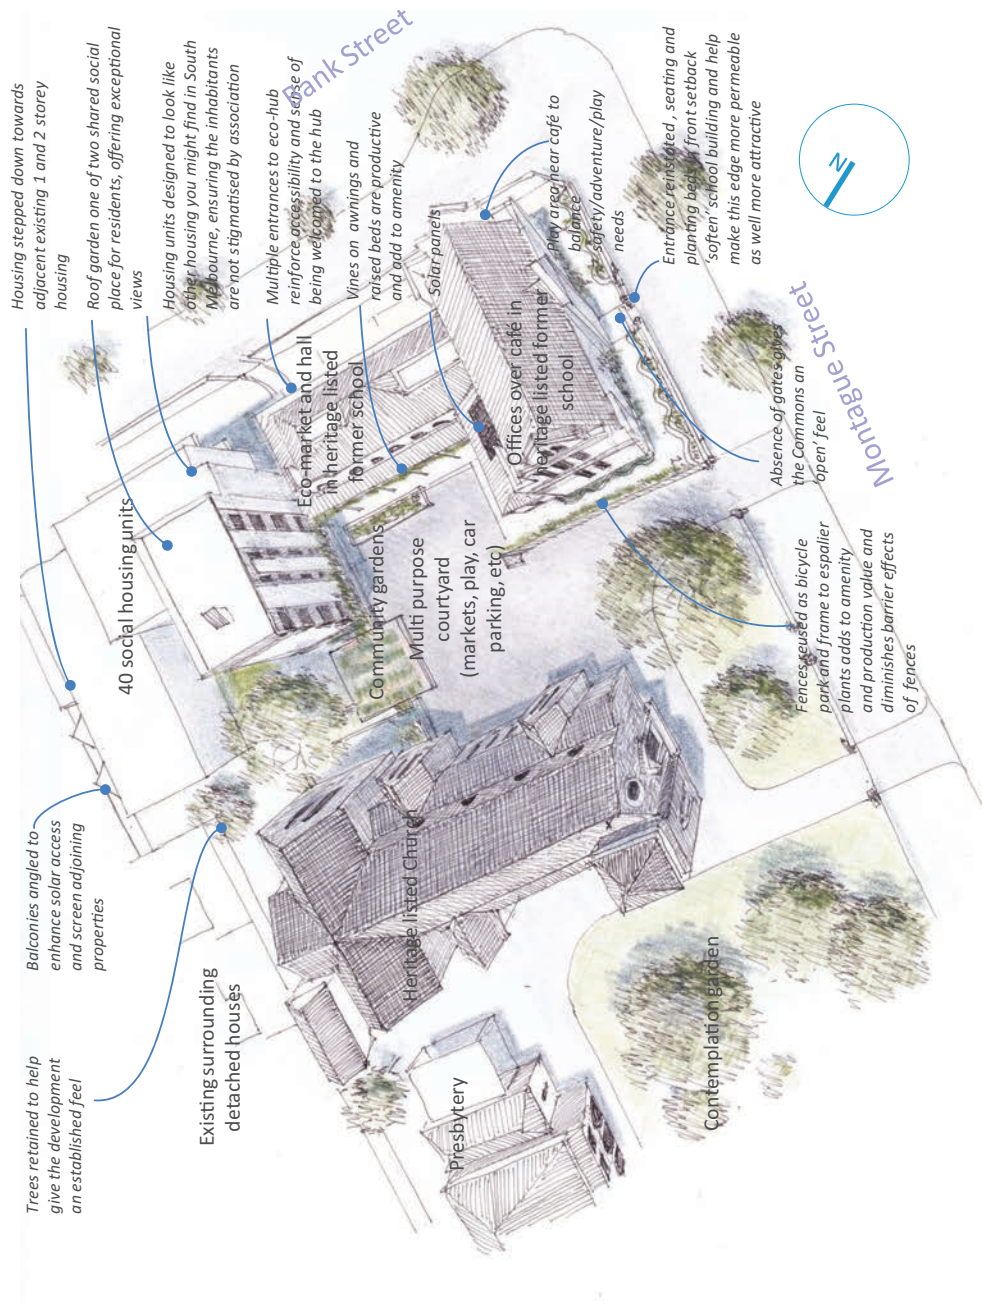 Trees retained to help
give the development
an established feel
Balconies angled to
enhance solar access
and screen adjoining
properties
Housing stepped down towards
adjacent existing 1 and 2 storey
housing
Roof garden one of two shared social
place for residents, offering exceptional
views
Housing units designed to look like
other housing you might find in South
Melbourne, ensuring the inhabitants
are not stigmatised by association
Multiple entrances to eco-hub
reinforce accessibility and sense of
being welcomed to the hub
Vines on awnings and
raised beds are productive
and add to amenity
Solar panels
Bank Street
Play area near café to
balance
safety/adventure/play
needs
Entrance reinstated , seating and
planting beds in front setback
‘soften’ school building and help
make this edge more permeable
as well more attractive
N
Existing surrounding
detached houses
40 social housing units
Eco-market and hall
in heritage listed
former school
Community gardens
Multi purpose
courtyard
(markets, play, car
parking, etc)
Offices over café in
heritage listed former
school
Heritage listed Church
Presbytery
Contemplation garden
Absence of gates gives
the Commons an
open’ feel
Montague Street
Fences reused as bicycle
park and frame to espalier
plants adds to amenity
and production value and
diminishes barrier effects
of fences